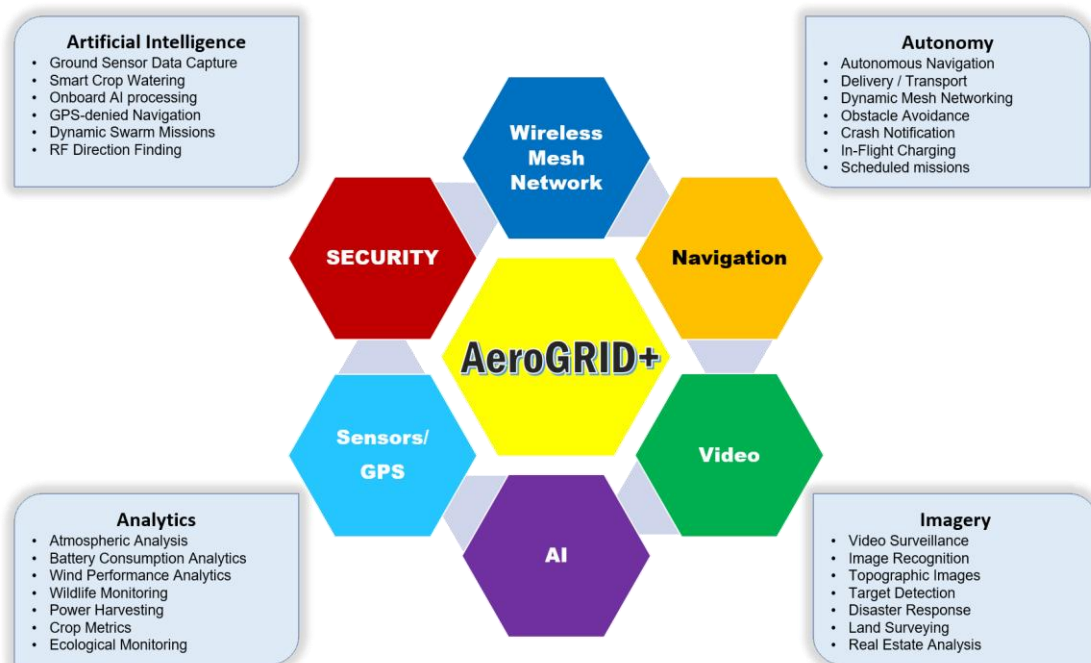 Artificial Intelligence
• Ground Sensor Data Capture
• Smart Crop Watering
• Onboard AI processing
• GPS-denied Navigation
• Dynamic Swarm Missions
• RF Direction Finding
Autonomy
• Autonomous Navigation
• Delivery / Transport
• Dynamic Mesh Networking
• Obstacle Avoidance
• Crash Notification
• In-Flight Charging
• Scheduled missions
Wireless
Mesh
Network
SECURITY
Navigation
AeroGRID+
Sensors/
GPS
Video
AI
Analytics
• Atmospheric Analysis
• Battery Consumption Analytics
• Wind Performance Analytics
• Wildlife Monitoring
• Power Harvesting
• Crop Metrics
• Ecological Monitoring
Imagery
• Video Surveillance
• Image Recognition
• Topographic Images
• Target Detection
• Disaster Response
• Land Surveying
• Real Estate Analysis